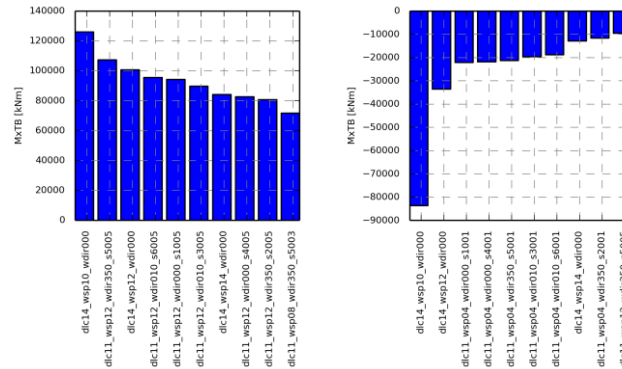 140000
120000
100000
80000
60000
40000
20000
0
MxTB [kNm]
dlc14_wsp10_wdir000
dlc11_wsp12_wdir350_s5005
dlc14_wsp12_wdir000
dlc11_wsp12_wdir010_s6005
dlc11_wsp12_wdir000_s1005
dlc11_wsp12_wdir010_s3005
dlc14_wsp14_wdir000
dlc11_wsp12_wdir000_s4005
dlc11_wsp12_wdir350_s2005
dlc11_wsp08_wdir350_s5003
0
−10000
−20000
−30000
−40000
−50000
−60000
−70000
−80000
−90000
MxTB [kNm]
dlc14_wsp10_wdir000
dlc14_wsp12_wdir000
dlc11_wsp04_wdir000_s1001
dlc11_wsp04_wdir000_s4001
dlc11_wsp04_wdir350_s5001
dlc11_wsp04_wdir010_s3001
dlc11_wsp04_wdir010_s6001
dlc14_wsp14_wdir000
dlc11_wsp04_wdir350_s2001